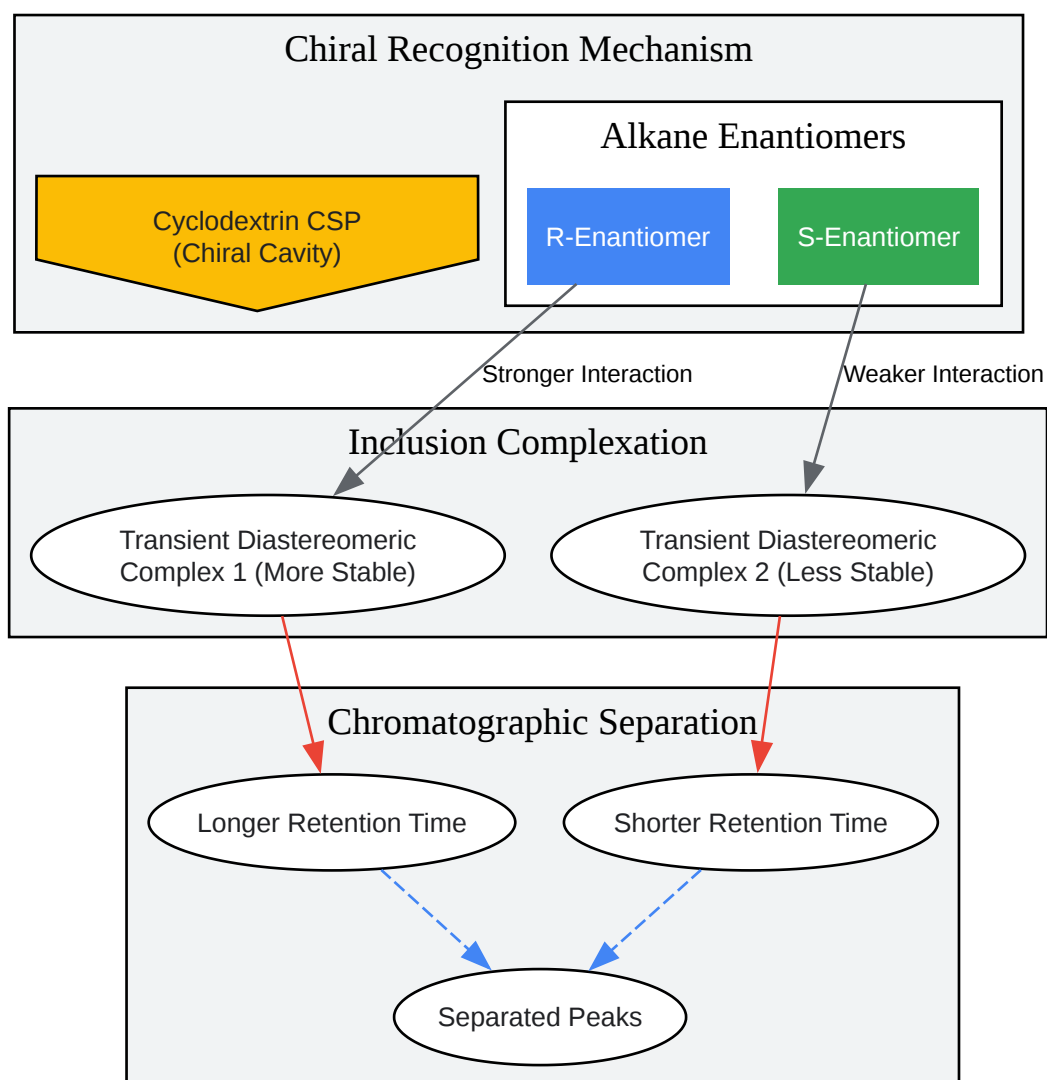 Chiral Recognition Mechanism
Alkane Enantiomers
Cyclodextrin CSP
(Chiral Cavity)
R-Enantiomer
S-Enantiomer
Stronger Interaction
Weaker Interaction
Inclusion Complexation
Transient Diastereomeric
Complex 1 (More Stable)
Transient Diastereomeric
Complex 2 (Less Stable)
Chromatographic Separation
Longer Retention Time
Shorter Retention Time
Separated Peaks